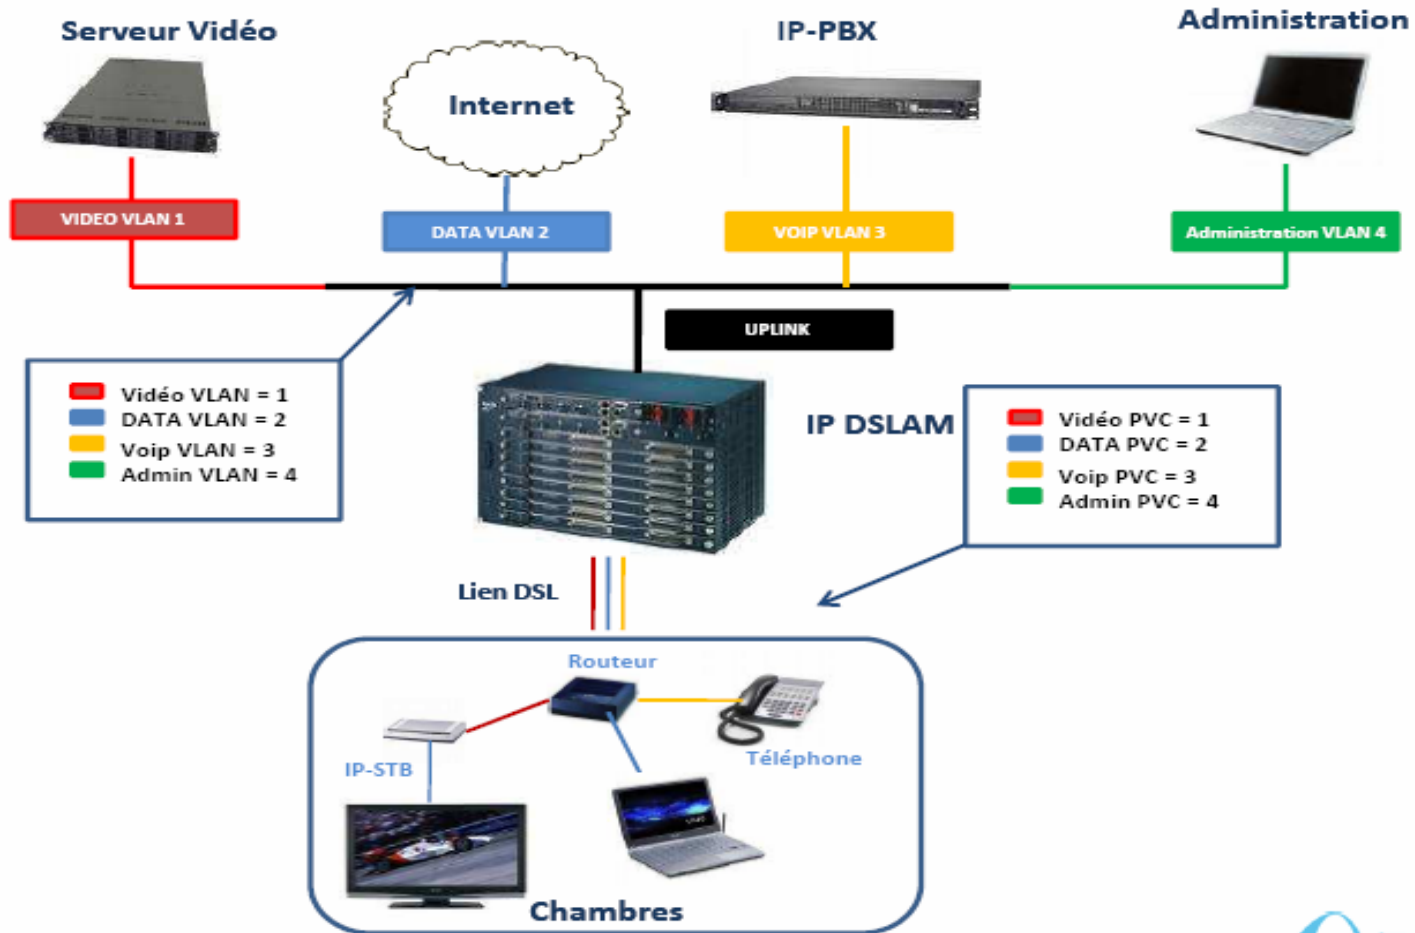 Serveur Vidéo
Internet
IP-PBX
Administration
VIDEO VLAN 1
DATA VLAN 2
VOIP VLAN 3
Administration VLAN 4
UPLINK
Vidéo VLAN = 1
DATA VLAN = 2
Voip VLAN = 3
Admin VLAN = 4
IP DSLAM
Vidéo PVC = 1
DATA PVC = 2
Voip PVC = 3
Admin PVC = 4
Lien DSL
Routeur
IP-STB
Téléphone
Chambres